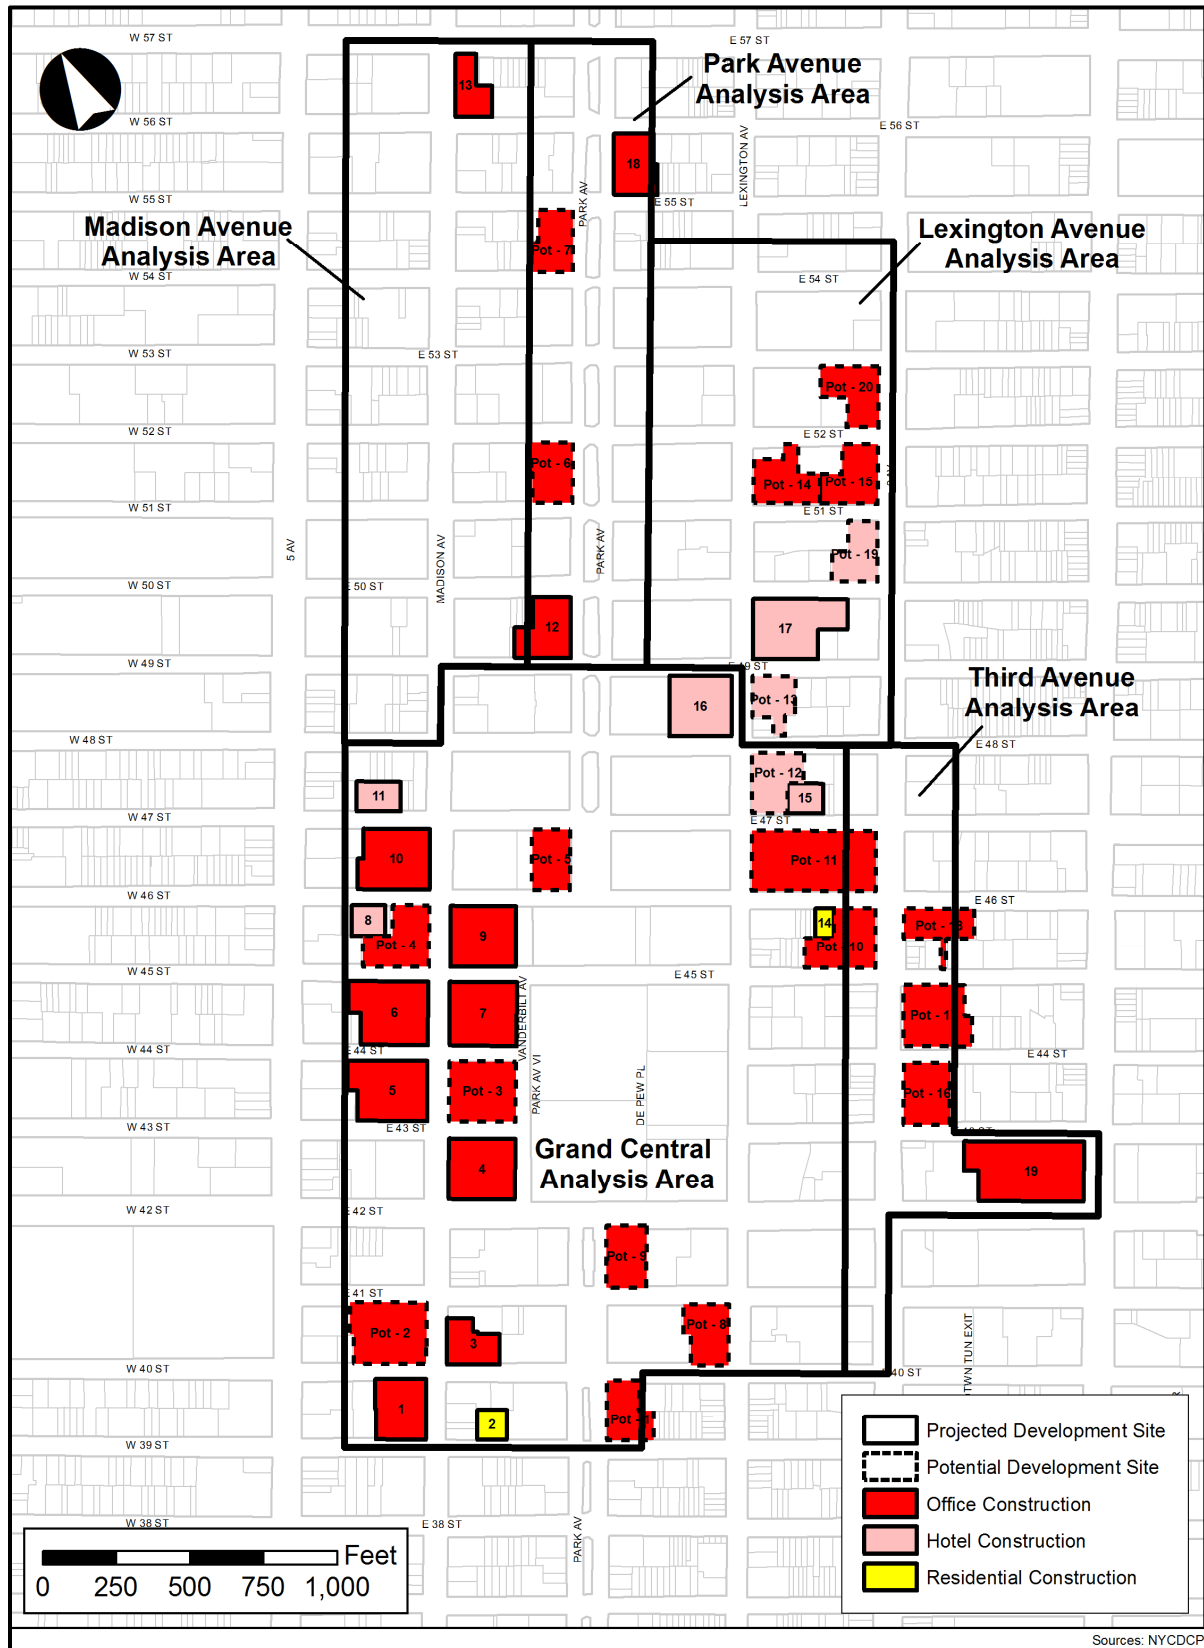 W 57 ST
E 57 ST
Park Avenue
Analysis Area
13
W 56 ST
E 56 ST
LEXINGTON AV
18
PARK AV
W 55 ST
E 55 ST
Madison Avenue
Analysis Area
Lexington Avenue
Analysis Area
Pot - 7
W 54 ST
E 54 ST
W 53 ST
E 53 ST
Pot - 20
W 52 ST
E 52 ST
Pot - 6
Pot - 14
Pot - 15
W 51 ST
E 51 ST
5 AV
MADISON AV
PARK AV
Pot - 19
W 50 ST
E 50 ST
12
17
W 49 ST
E 49 ST
Third Avenue
Analysis Area
16
Pot - 13
W 48 ST
E 48 ST
Pot - 12
11
15
W 47 ST
E 47 ST
10
Pot - 5
Pot - 11
W 46 ST
E 46 ST
8
Pot - 4
9
14
Pot - 10
Pot - 18
W 45 ST
E 45 ST
VANDERBILT AV
6
7
Pot - 1
W 44 ST
E 44 ST
E 44 ST
5
Pot - 3
PARK AV VI
DE PEW PL
Pot - 16
W 43 ST
E 43 ST
Grand Central
Analysis Area
4
19
W 42 ST
E 42 ST
Pot - 9
E 41 ST
Pot - 2
3
Pot - 8
TUN EXIT
W 40 ST
1
2
W 39 ST
W 38 ST
E 38 ST
PARK AV
Projected Development Site
Potential Development Site
Office Construction
Hotel Construction
Residential Construction
Feet
0 250 500 750 1,000
Sources: NYCDCP